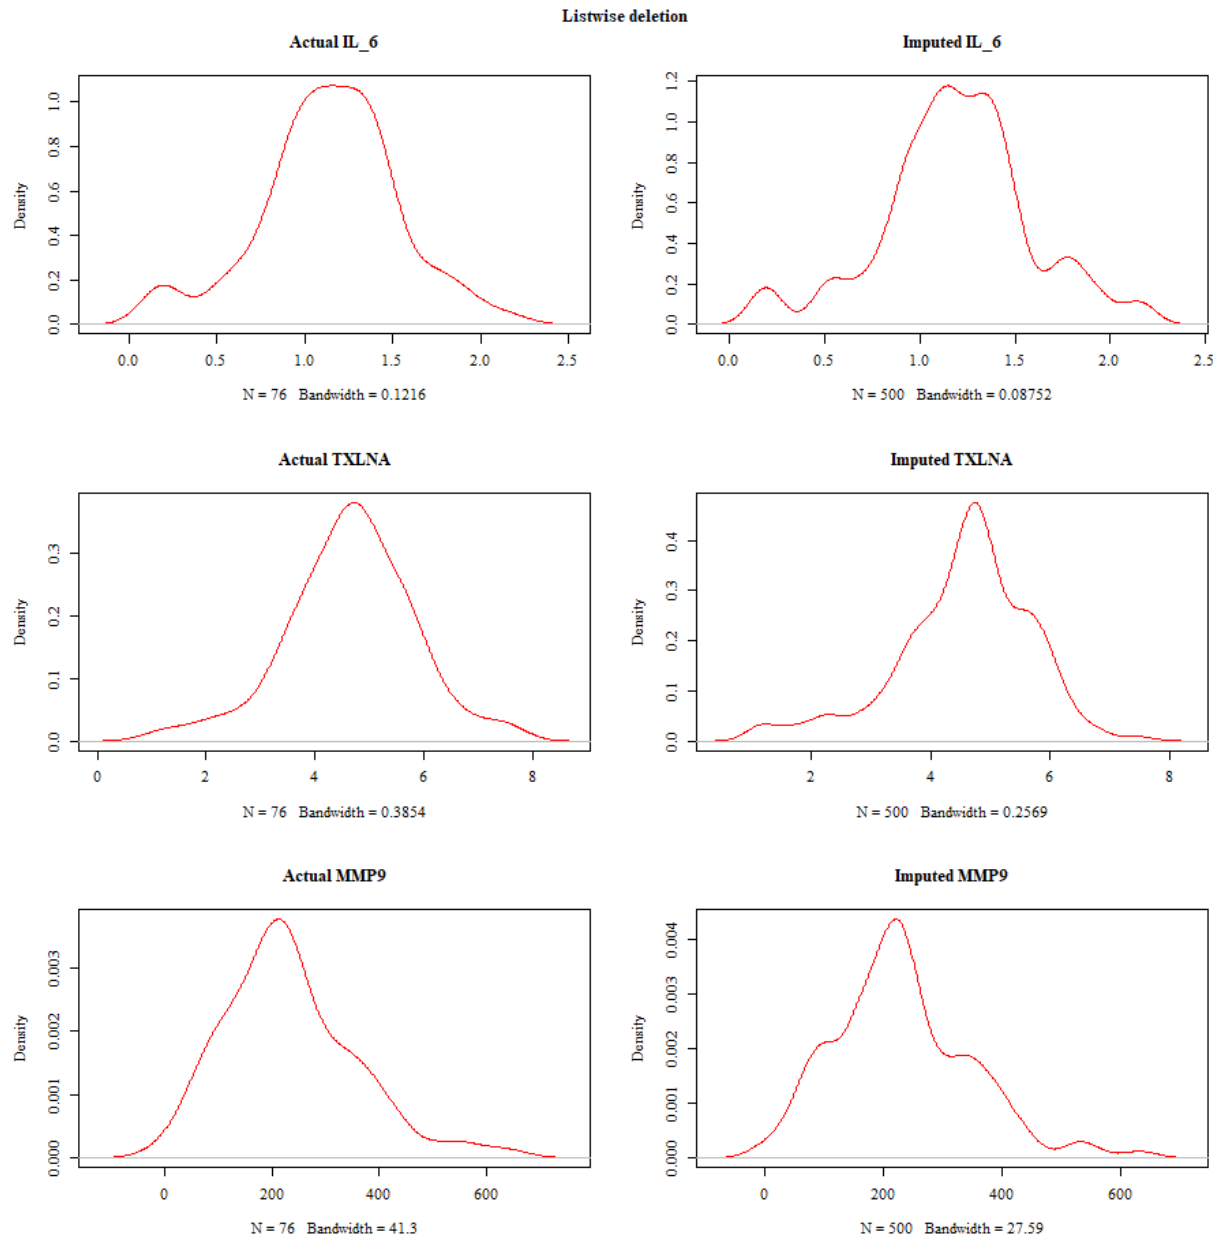 Listwise deletion
Actual IL_6
Imputed IL_6
Density
0.0 0.2 0.4 0.6 0.8 1.0
0.0 0.5 1.0 1.5 2.0 2.5
N = 76 Bandwidth = 0.1216
Density
0.0 0.2 0.4 0.6 0.8 1.0 1.2
0.0 0.5 1.0 1.5 2.0 2.5
N = 500 Bandwidth = 0.08752
Actual TXLNA
Imputed TXLNA
Density
0.0 0.1 0.2 0.3
0 2 4 6 8
N = 76 Bandwidth = 0.3854
Density
0.0 0.1 0.2 0.3 0.4
2 4 6 8
N = 500 Bandwidth = 0.2569
Actual MMP9
Imputed MMP9
Density
0.000 0.001 0.002 0.003
0 200 400 600
N = 76 Bandwidth = 41.3
Density
0.000 0.001 0.002 0.003 0.004
0 200 400 600
N = 500 Bandwidth = 27.59